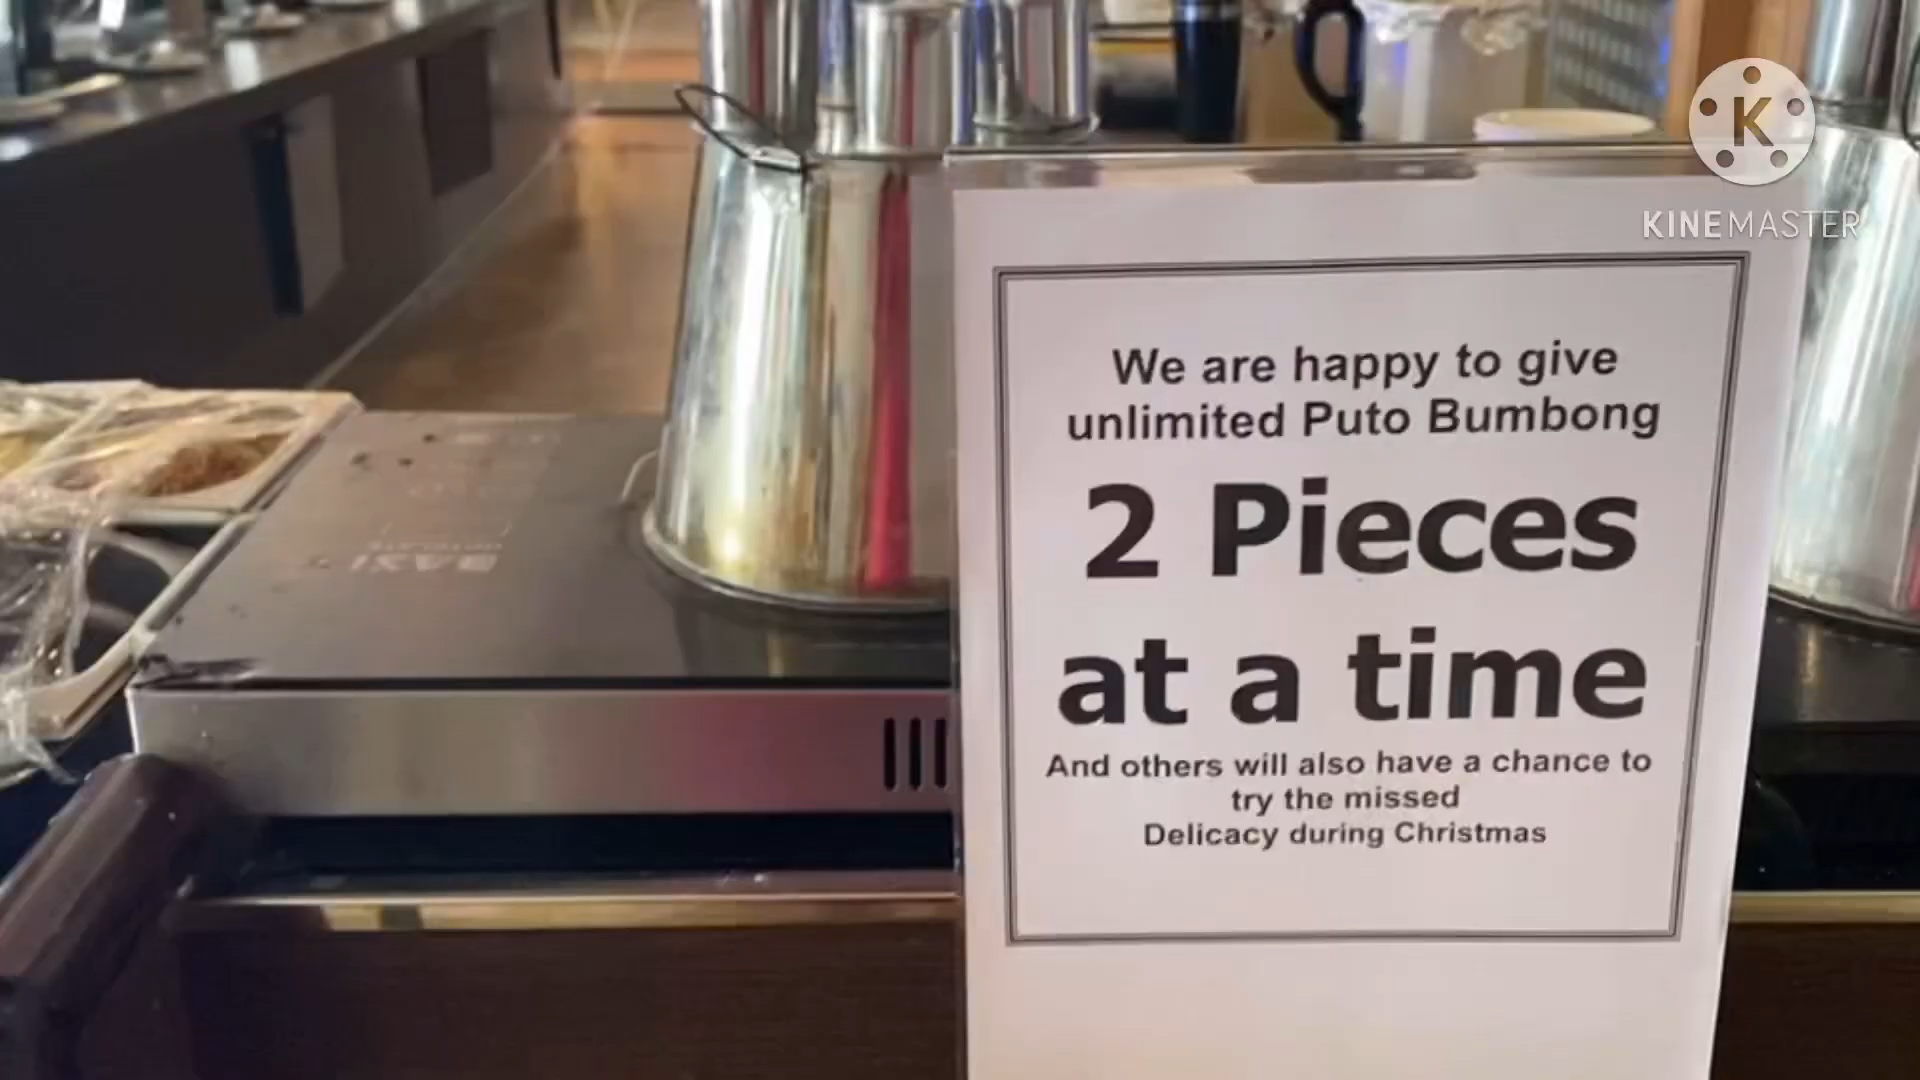 K
KINEMASTER
We are happy to give
unlimited Puto Bumbong
2 Pieces
at a time
And others will also have a chance to
try the missed
Delicacy during Christmas